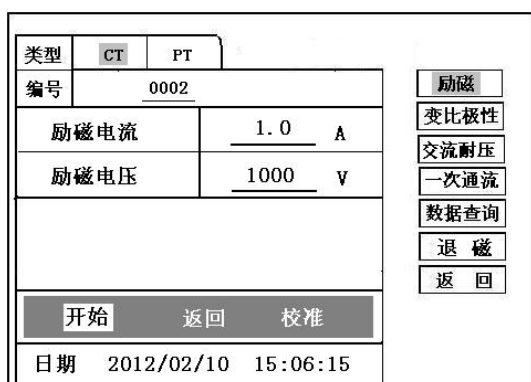 类型 CT PT
编号 0002
励磁电流 1.0 A
励磁电压 1000 V
开始 返回 校准
日期 2012/02/10 15:06:15
励磁
变比极性
交流耐压
一次通流
数据查询
退 磁
返 回